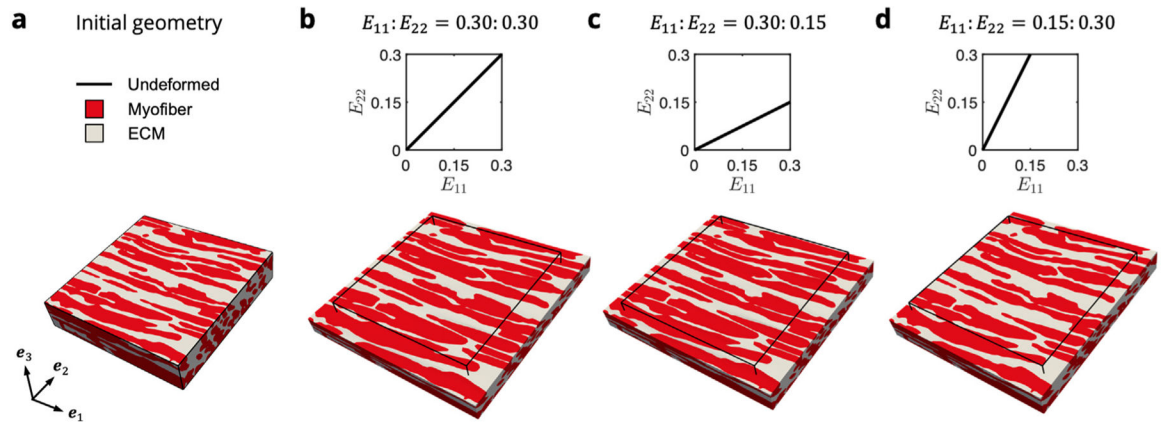 a Initial geometry
Undeformed
Myofiber
ECM
e₃
e₂
e₁
b E₁₁:E₂₂ = 0.30:0.30
0.3
0.15
0
E₂₂
0 0.15 0.3
E₁₁
c E₁₁:E₂₂ = 0.30:0.15
0.3
0.15
0
E₂₂
0 0.15 0.3
E₁₁
d E₁₁:E₂₂ = 0.15:0.30
0.3
0.15
0
E₂₂
0 0.15 0.3
E₁₁